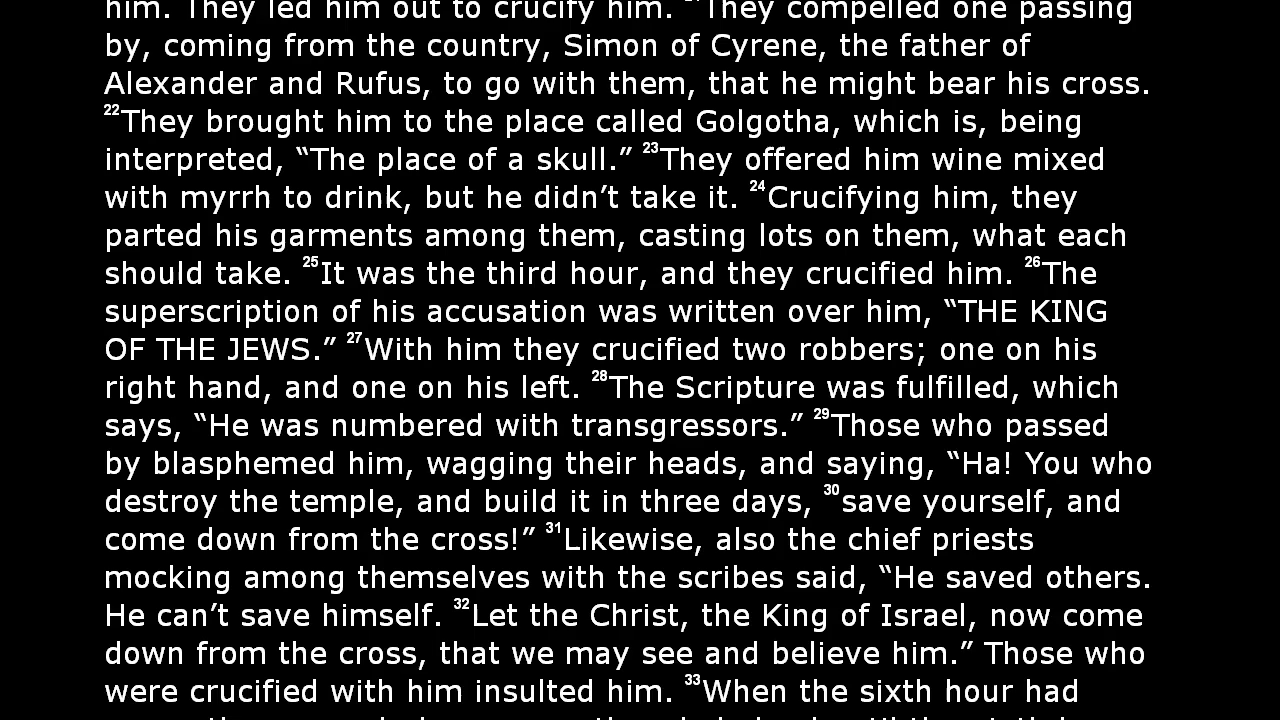 him. They led him out to crucify him. ²¹They compelled one passing
by, coming from the country, Simon of Cyrene, the father of
Alexander and Rufus, to go with them, that he might bear his cross.
²²They brought him to the place called Golgotha, which is, being
interpreted, “The place of a skull.” ²³They offered him wine mixed
with myrrh to drink, but he didn’t take it. ²⁴Crucifying him, they
parted his garments among them, casting lots on them, what each
should take. ²⁵It was the third hour, and they crucified him. ²⁶The
superscription of his accusation was written over him, “THE KING
OF THE JEWS.” ²⁷With him they crucified two robbers; one on his
right hand, and one on his left. ²⁸The Scripture was fulfilled, which
says, “He was numbered with transgressors.” ²⁹Those who passed
by blasphemed him, wagging their heads, and saying, “Ha! You who
destroy the temple, and build it in three days, ³⁰save yourself, and
come down from the cross!” ³¹Likewise, also the chief priests
mocking among themselves with the scribes said, “He saved others.
He can’t save himself. ³²Let the Christ, the King of Israel, now come
down from the cross, that we may see and believe him.” Those who
were crucified with him insulted him. ³³When the sixth hour had